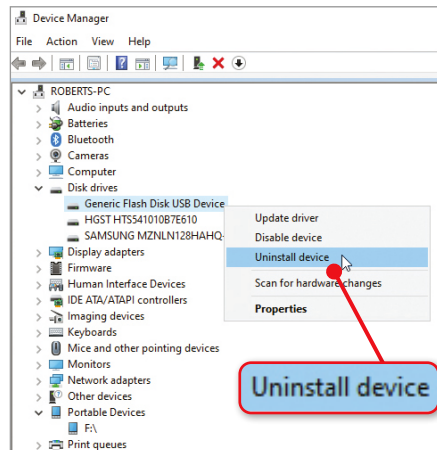 Device Manager
File Action View Help
ROBERTS-PC
Audio inputs and outputs
Batteries
Bluetooth
Cameras
Computer
Disk drives
Generic Flash Disk USB Device
HGST HTS541010B7E610
SAMSUNG MZNLN128HAHQ-
Display adapters
Firmware
Human Interface Devices
IDE ATA/ATAPI controllers
Imaging devices
Keyboards
Mice and other pointing devices
Monitors
Network adapters
Other devices
Portable Devices
F:\
Print queues
Update driver
Disable device
Uninstall device
Scan for hardware changes
Properties
Uninstall device